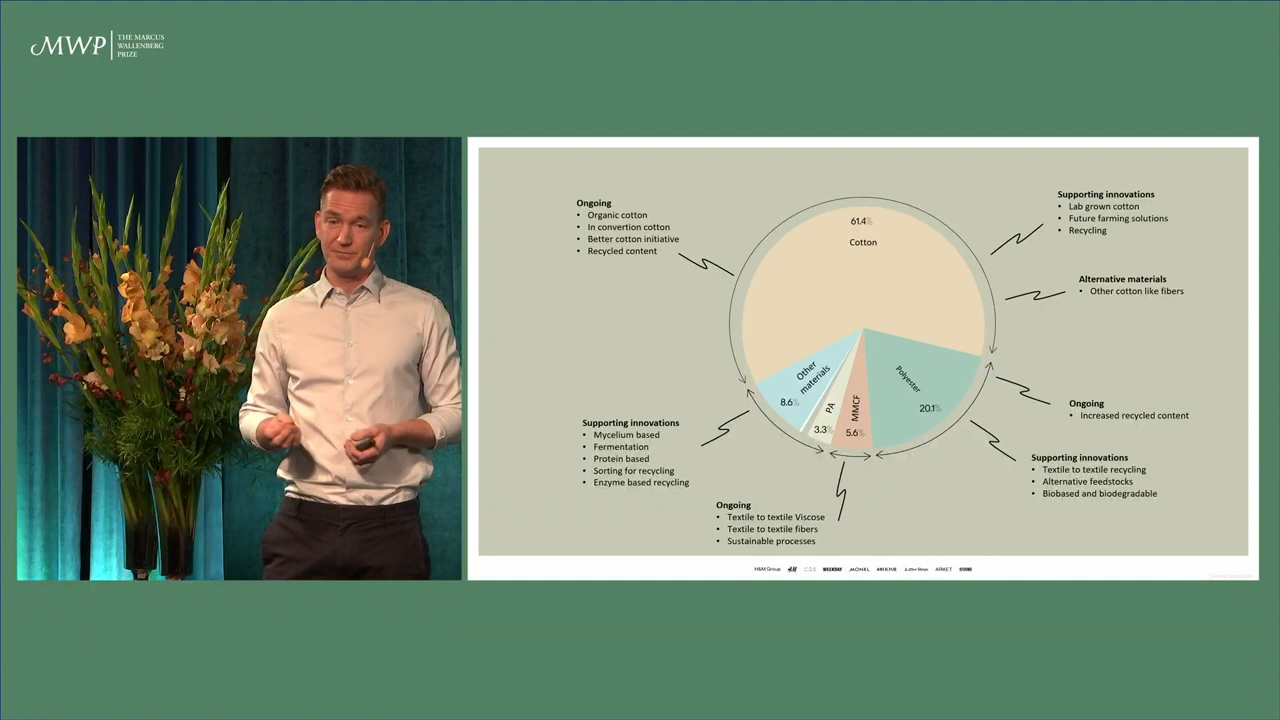 MWP
THE MARCUS
WALLENBERG
PRIZE
Ongoing
• Organic cotton
• In convertion cotton
• Better cotton initiative
• Recycled content
61.4%
Cotton
Supporting innovations
• Lab grown cotton
• Future farming solutions
• Recycling
Alternative materials
• Other cotton like fibers
Other
materials
8.6%
PA
3.3%
MMCF
5.6%
Polyester
20.1%
Ongoing
• Increased recycled content
Supporting innovations
• Mycelium based
• Fermentation
• Protein based
• Sorting for recycling
• Enzyme based recycling
Supporting innovations
• Textile to textile recycling
• Alternative feedstocks
• Biobased and biodegradable
Ongoing
• Textile to textile Viscose
• Textile to textile fibers
• Sustainable processes
H&M Group H&M COS WEEKDAY MONKI & Other Stories ARKET